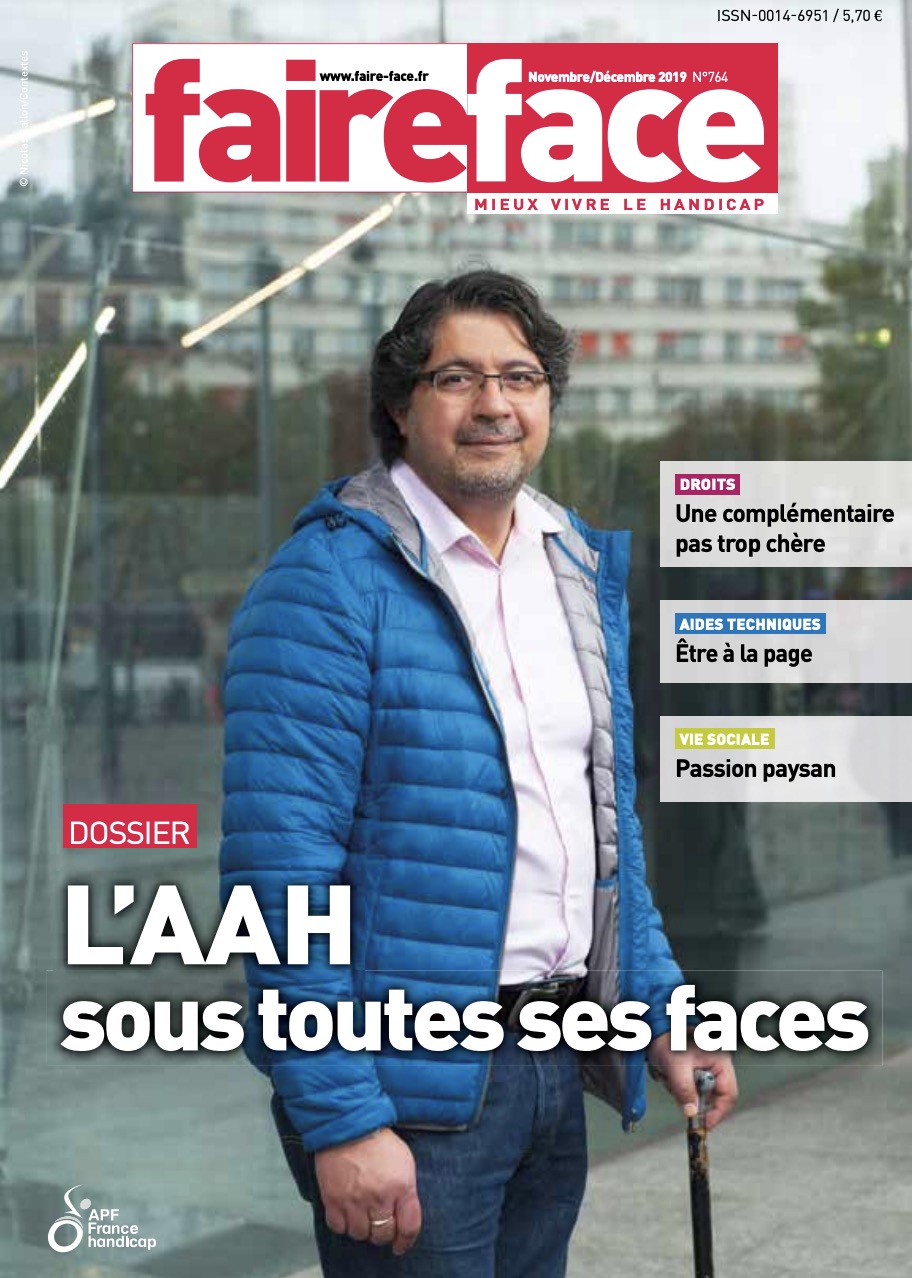 ISSN-0014-6951 / 5,70 €
www.faire-face.fr
Novembre/Décembre 2019 N°764
faireface
MIEUX VIVRE LE HANDICAP
DROITS
Une complémentaire
pas trop chère
AIDES TECHNIQUES
Être à la page
VIE SOCIALE
Passion paysan
DOSSIER
L'AAH
sous toutes ses faces
APF
France
handicap